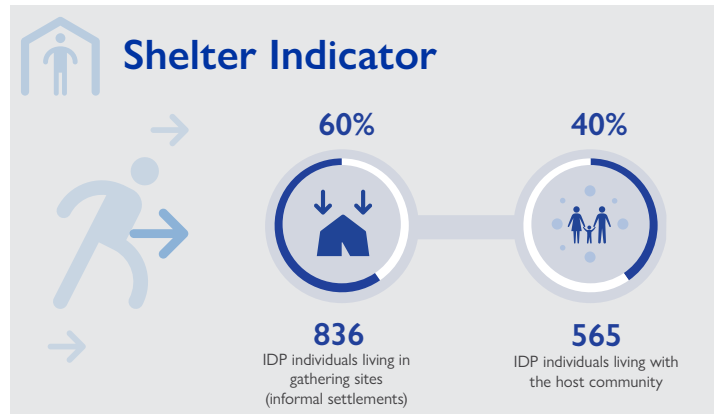 Shelter Indicator
60%
40%
836
IDP individuals living in
gathering sites
(informal settlements)
565
IDP individuals living with
the host community